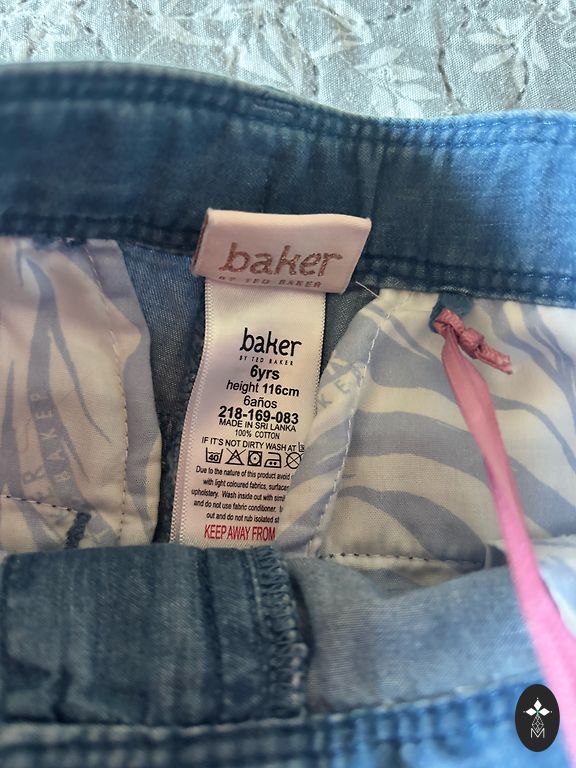 baker
BY TED BAKER
baker
BY TED BAKER
6yrs
height 116cm
6años
218-169-083
MADE IN SRI LANKA
100% COTTON
IF IT'S NOT DIRTY WASH AT
40
Due to the nature of this product avoid
with light coloured fabrics, surfaces
upholstery. Wash inside out with
and do not use fabric conditioner.
out and do not rub isolated
KEEP AWAY FROM
BAKER
M